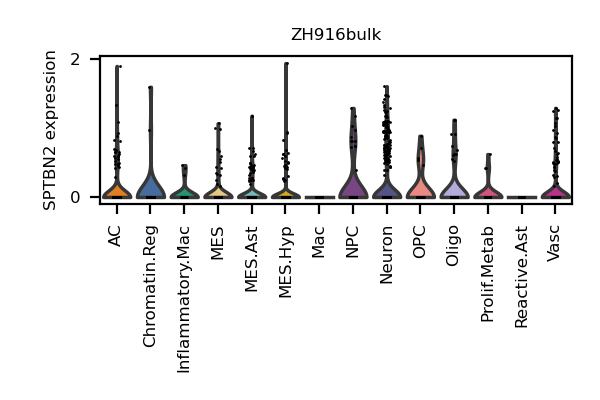 ZH916bulk
SPTBN2 expression
2
0
AC
Chromatin.Reg
Inflammatory.Mac
MES
MES.Ast
MES.Hyp
Mac
NPC
Neuron
OPC
Oligo
Prolif.Metab
Reactive.Ast
Vasc